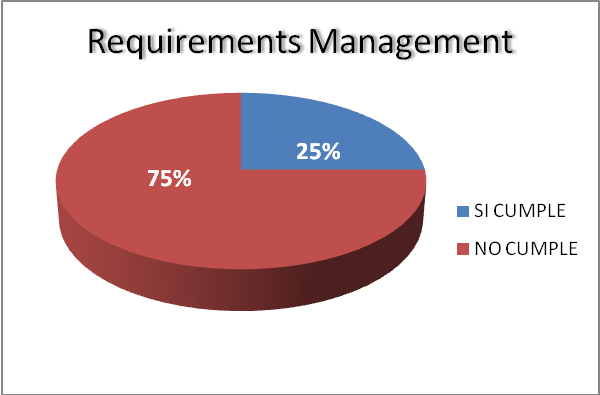 Requirements Management
25%
75%
SI CUMPLE
NO CUMPLE